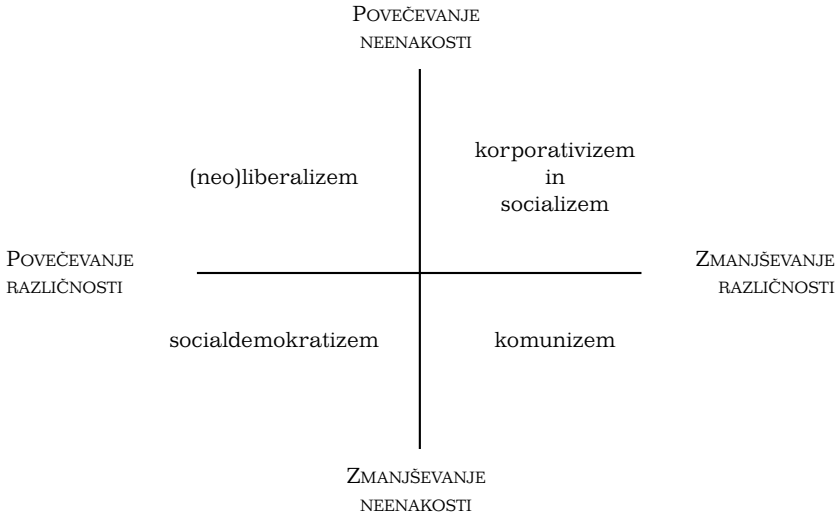 POVEČEVANJE
NEENAKOSTI
(neo)liberalizem
korporativizem
in
socializem
POVEČEVANJE
RAZLIČNOSTI
ZMANJŠEVANJE
RAZLIČNOSTI
socialdemokratizem
komunizem
ZMANJŠEVANJE
NEENAKOSTI